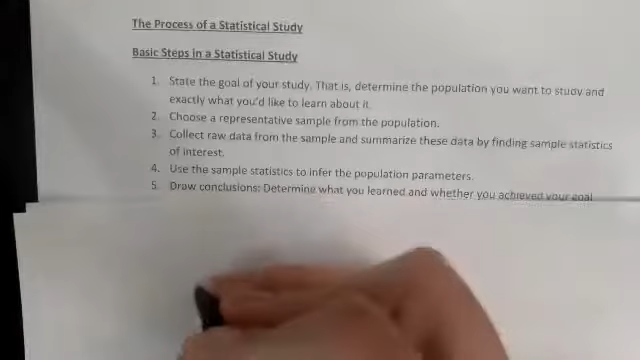 The Process of a Statistical Study
Basic Steps in a Statistical Study
1. State the goal of your study. That is, determine the population you want to study and
exactly what you'd like to learn about it.
2. Choose a representative sample from the population.
3. Collect raw data from the sample and summarize these data by finding sample statistics
of interest.
4. Use the sample statistics to infer the population parameters.
5. Draw conclusions: Determine what you learned and whether you achieved your goal